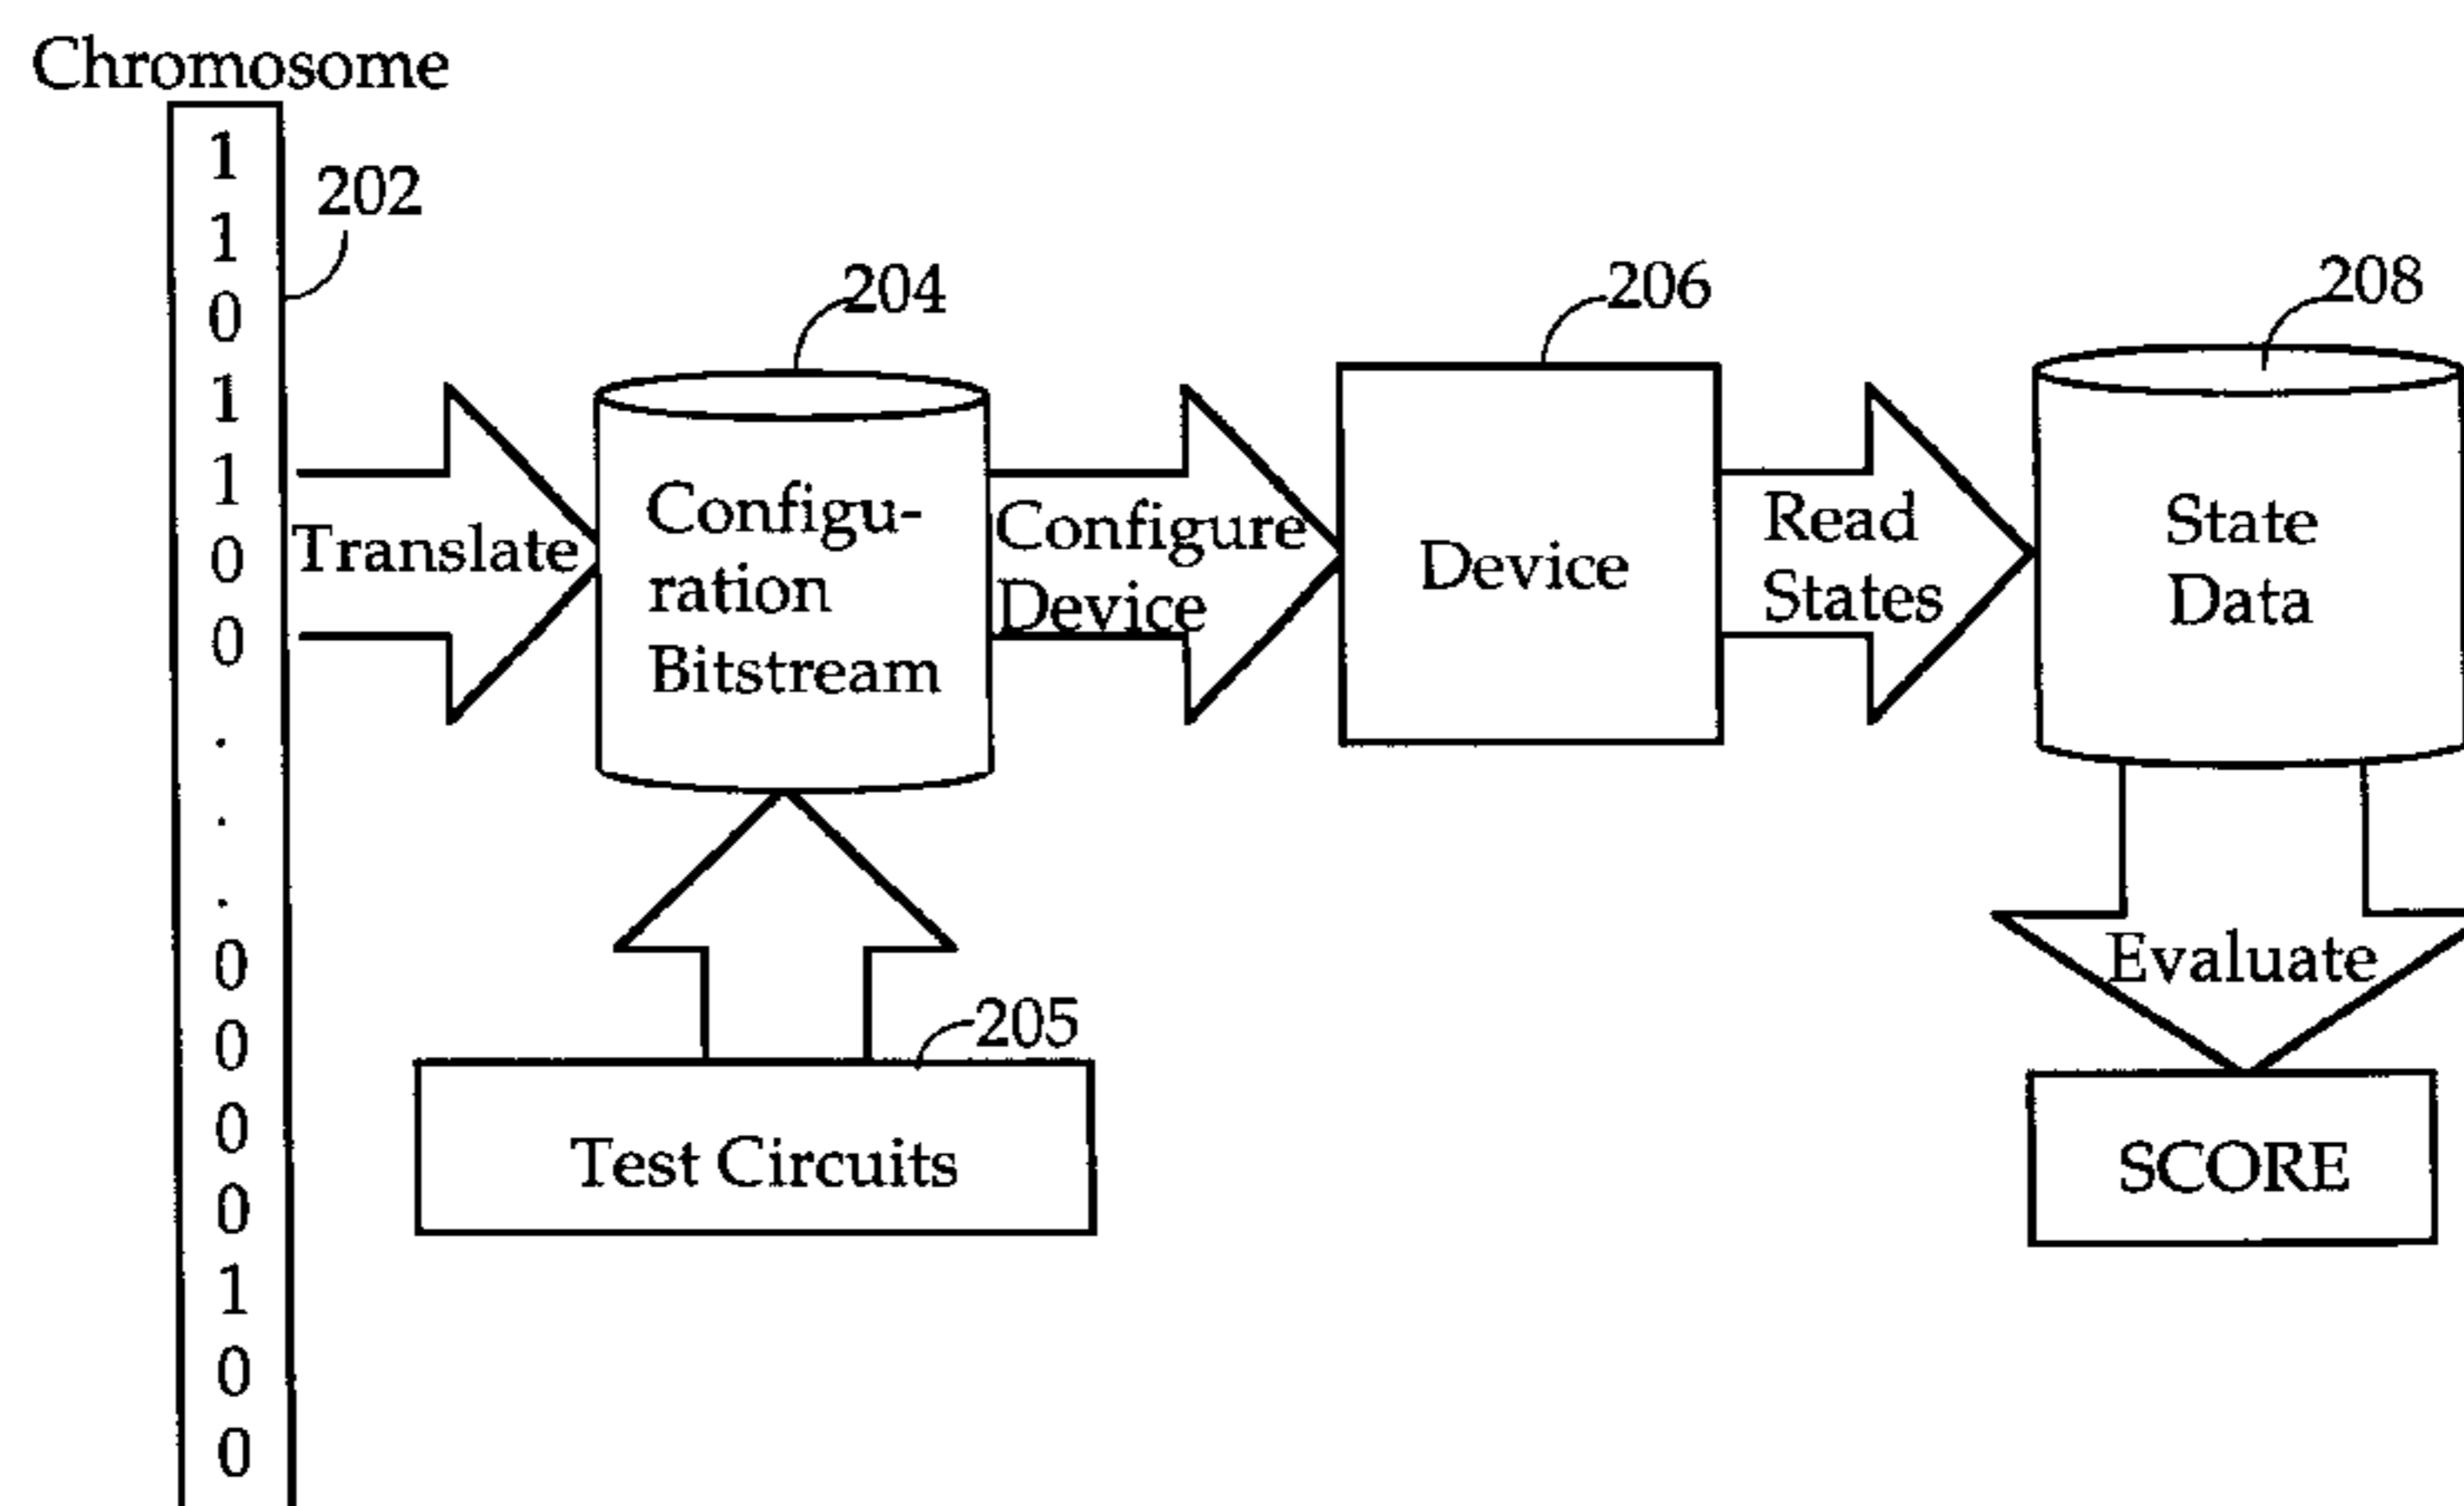 Chromosome
1
1
0
1
1
0
0
.
.
.
0
0
0
0
1
0
0
202
Translate
204
Configu-
ration
Bitstream
Configure
Device
206
Device
Read
States
208
State
Data
Evaluate
205
Test Circuits
SCORE